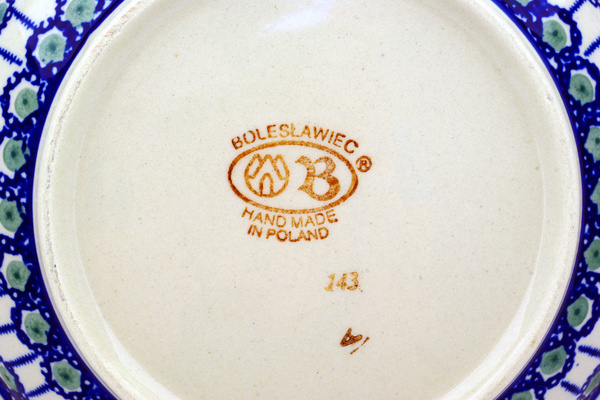 BOLESŁAWIEC
B ®
HAND MADE
IN POLAND
143